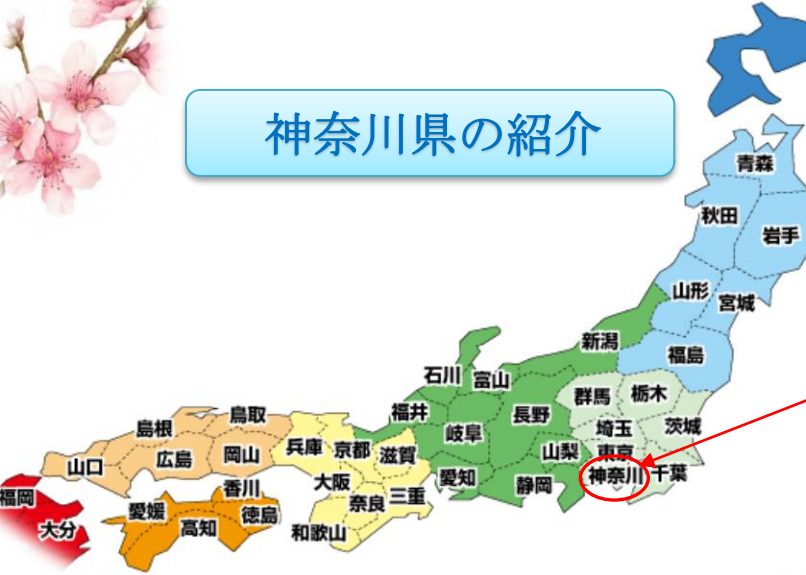 神奈川県の紹介
青森
秋田
岩手
山形
宮城
新潟
福島
石川
富山
群馬
栃木
福井
長野
埼玉
茨城
岐阜
東京
山梨
神奈川
千葉
愛知
静岡
島根
鳥取
兵庫
京都
滋賀
山口
広島
岡山
大阪
奈良
三重
和歌山
香川
愛媛
徳島
高知
福岡
大分